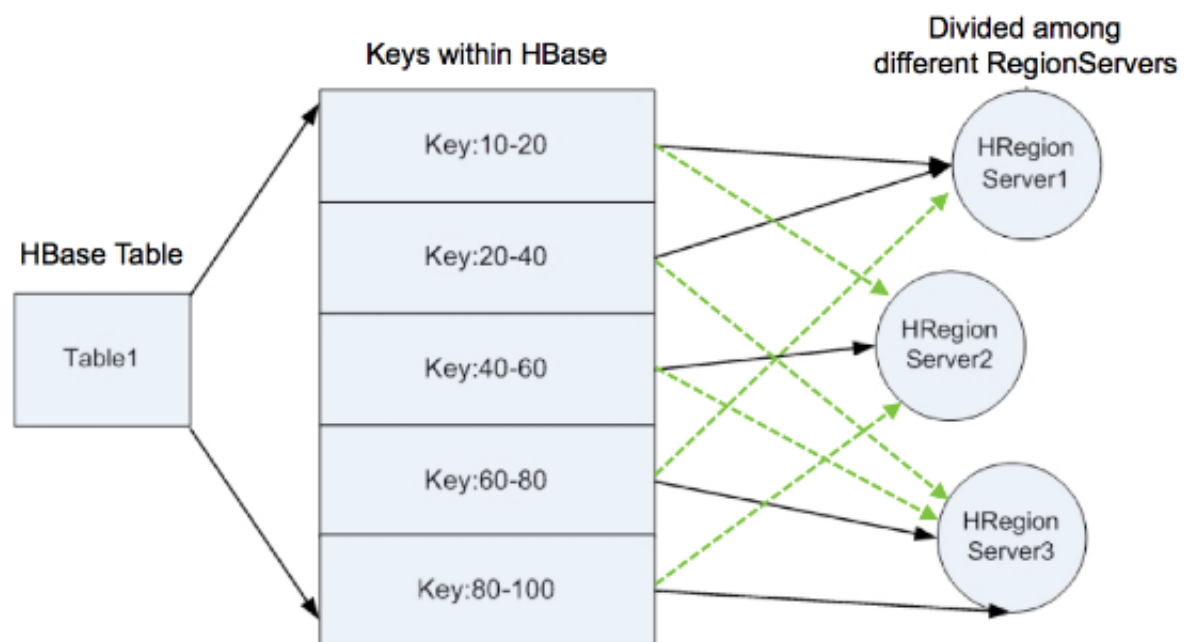 Divided among
different RegionServers
Keys within HBase
HBase Table
Table1
Key:10-20
Key:20-40
Key:40-60
Key:60-80
Key:80-100
HRegion
Server1
HRegion
Server2
HRegion
Server3